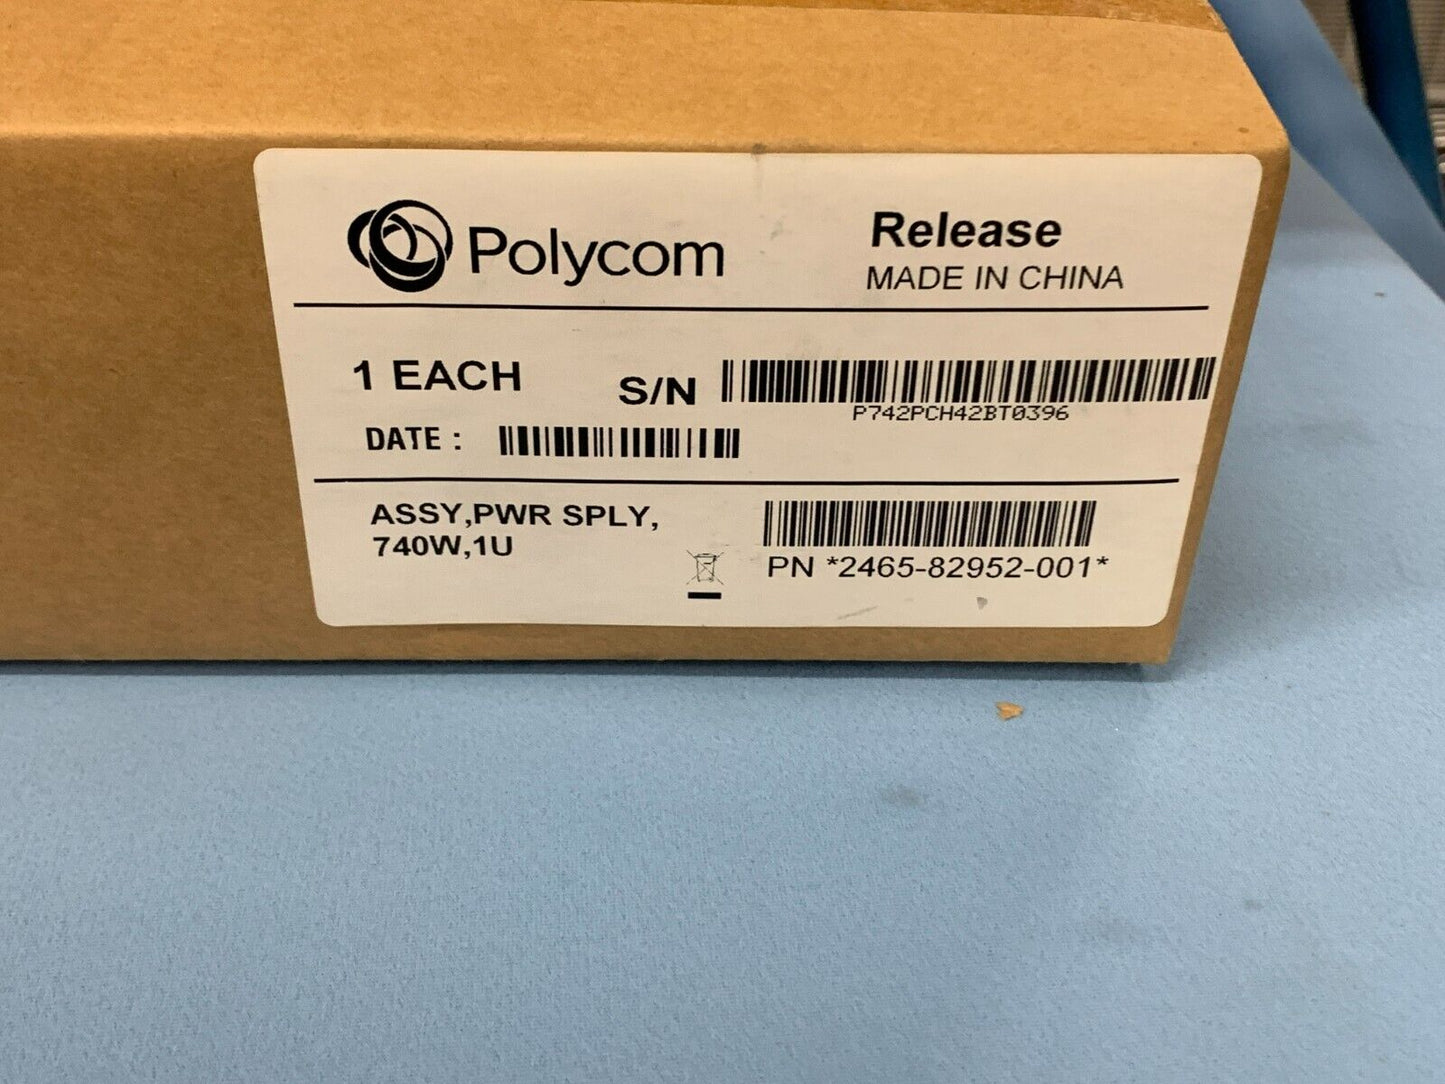 Polycom
Release
MADE IN CHINA
1 EACH
S/N
P742PCH42BT0396
DATE :
ASSY,PWR SPLY,
740W,1U
PN *2465-82952-001*